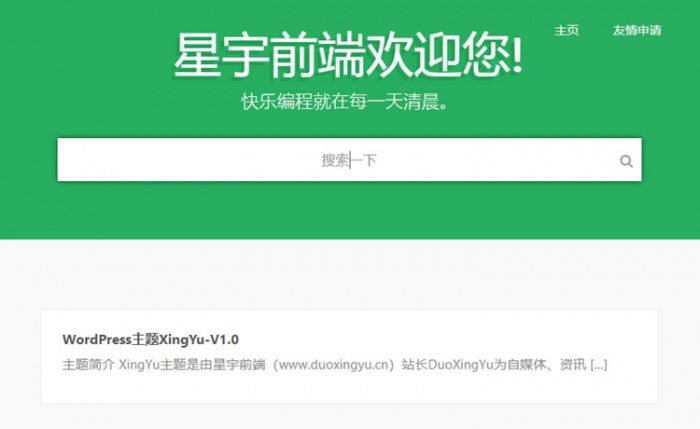 主页 友情申请
星宇前端欢迎您!
快乐编程就在每一天清晨。
搜索一下
WordPress主题XingYu-V1.0
主题简介 XingYu主题是由星宇前端（www.duoxingyu.cn）站长DuoXingYu为自媒体、资讯 [...]